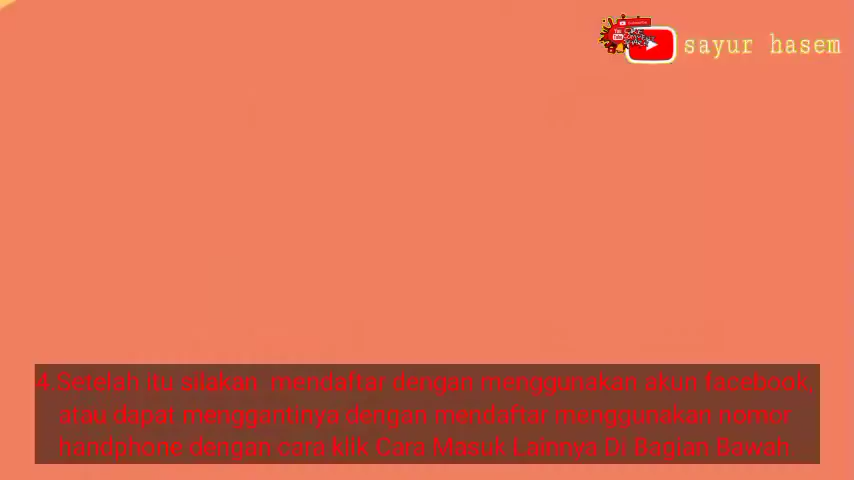 sayur hasem
4.Setelah itu silakan mendaftar dengan menggunakan akun facebook,
atau dapat menggantinya dengan mendaftar menggunakan nomor
handphone dengan cara klik Cara Masuk Lainnya Di Bagian Bawah